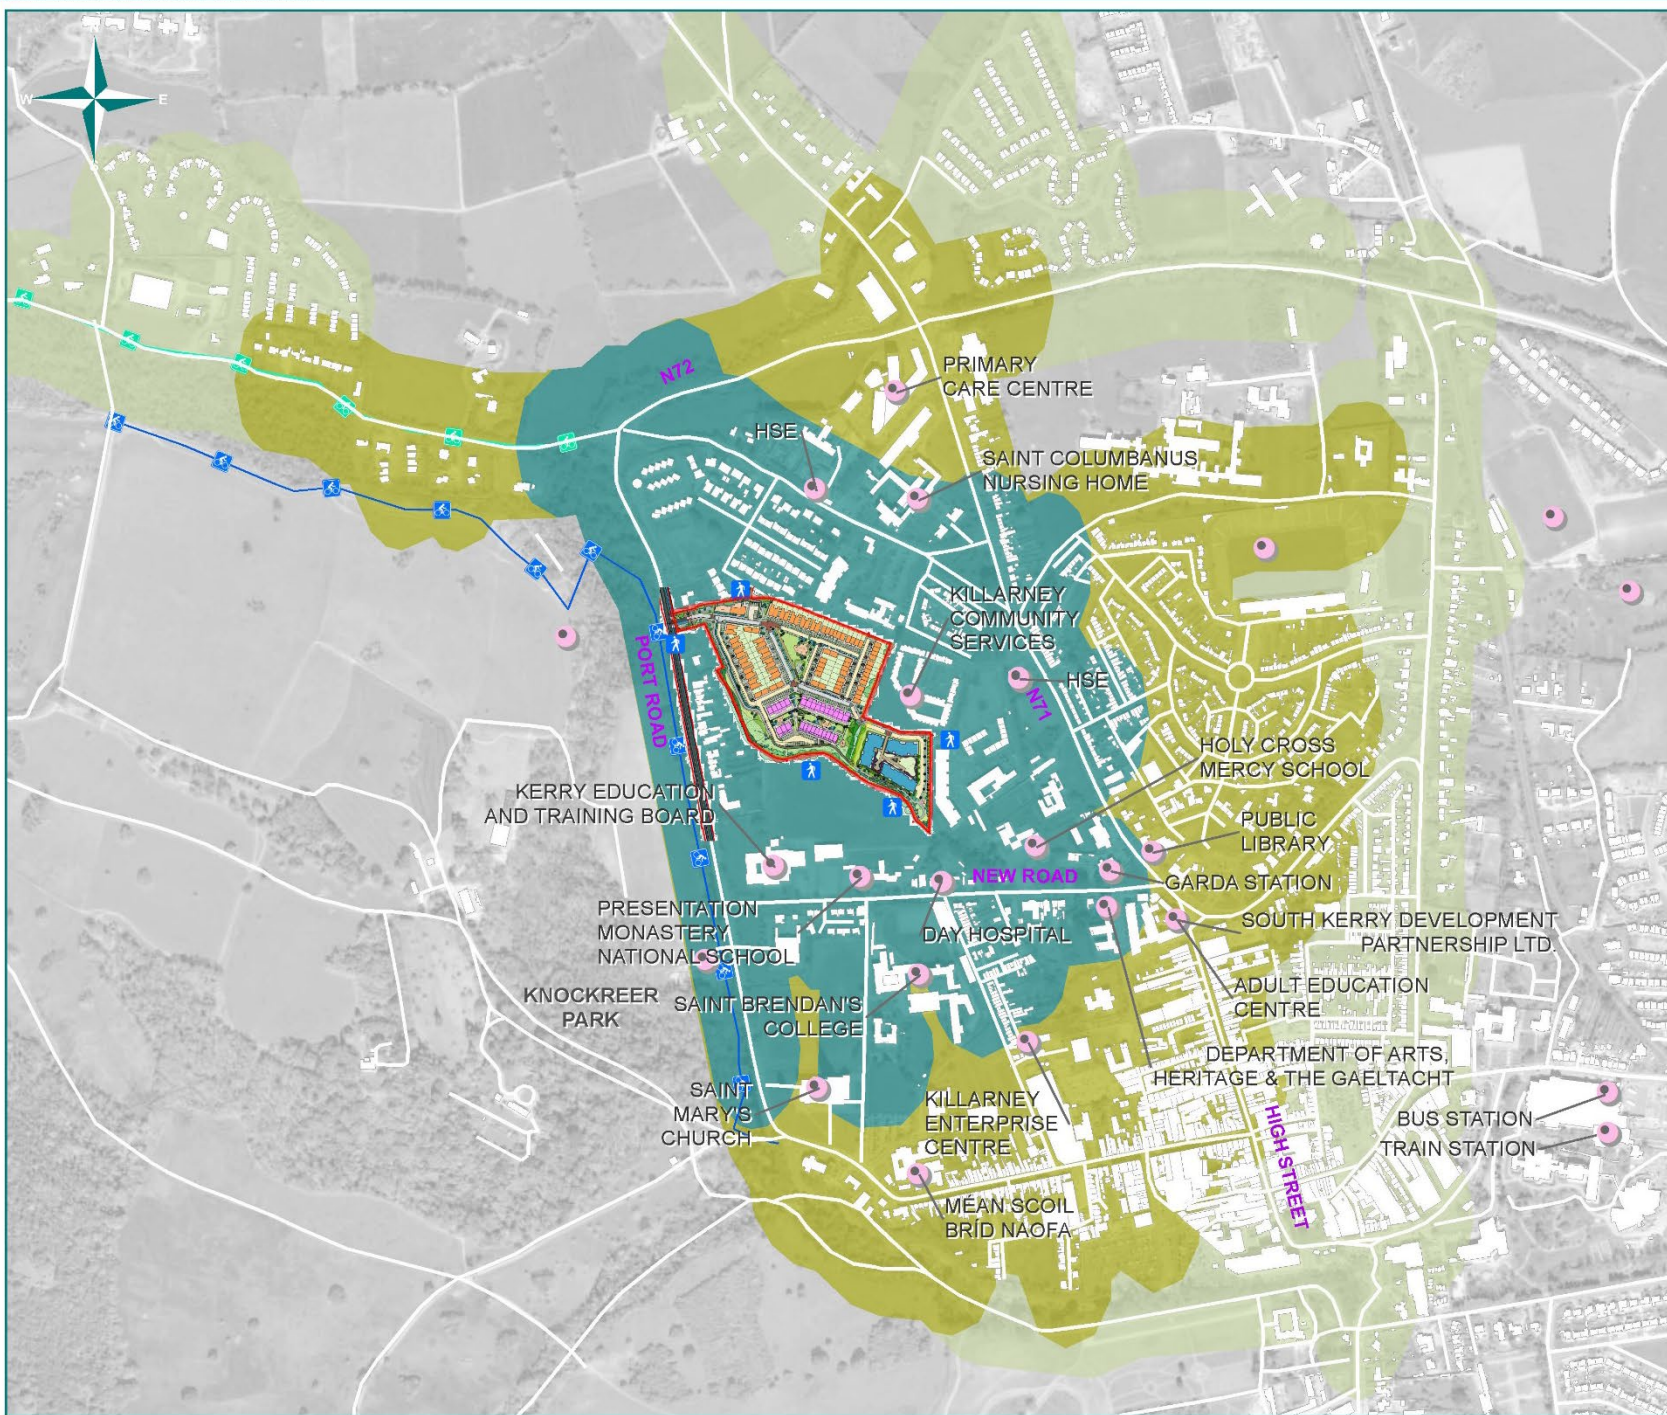 W
E
N72
PRIMARY
CARE CENTRE
HSE
SAINT COLUMBANUS
NURSING HOME
KILLARNEY
COMMUNITY
SERVICES
PORT ROAD
HSE
N71
HOLY CROSS
MERCY SCHOOL
KERRY EDUCATION
AND TRAINING BOARD
PUBLIC
LIBRARY
NEW ROAD
GARDA STATION
PRESENTATION
MONASTERY
NATIONAL SCHOOL
DAY HOSPITAL
SOUTH KERRY DEVELOPMENT
PARTNERSHIP LTD.
KNOCKREER
PARK
SAINT BRENDAN'S
COLLEGE
ADULT EDUCATION
CENTRE
DEPARTMENT OF ARTS,
HERITAGE & THE GAELTACHT
SAINT
MARY'S
CHURCH
KILLARNEY
ENTERPRISE
CENTRE
HIGH STREET
BUS STATION
TRAIN STATION
MÉAN SCOIL
BRÍD NAOFA